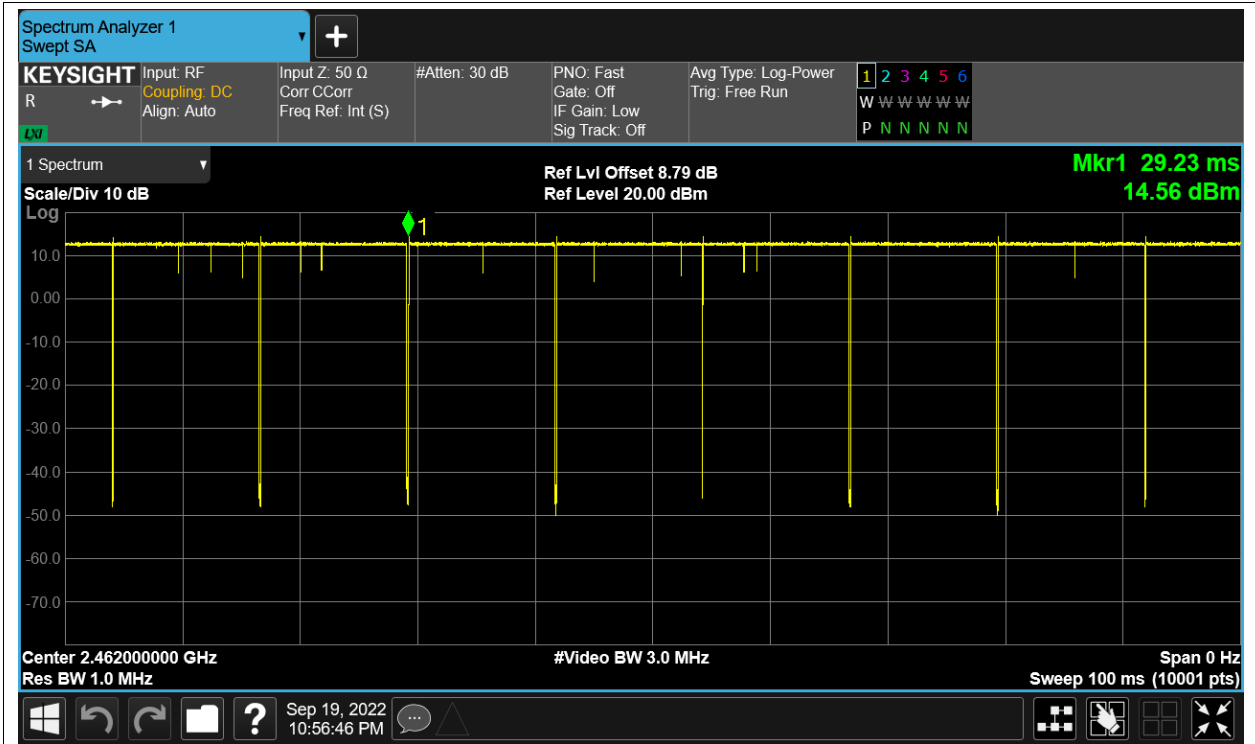 Spectrum Analyzer 1
Swept SA
+
KEYSIGHT
R
LXI
Input: RF
Coupling: DC
Align: Auto
Input Z: 50 Ω
Corr CCorr
Freq Ref: Int (S)
#Atten: 30 dB
PNO: Fast
Gate: Off
IF Gain: Low
Sig Track: Off
Avg Type: Log-Power
Trig: Free Run
1 2 3 4 5 6
W W W W W W
P N N N N N
1 Spectrum
Scale/Div 10 dB
Ref Lvl Offset 8.79 dB
Ref Level 20.00 dBm
Mkr1 29.23 ms
14.56 dBm
Log
1
10.0
0.00
-10.0
-20.0
-30.0
-40.0
-50.0
-60.0
-70.0
Center 2.462000000 GHz
Res BW 1.0 MHz
#Video BW 3.0 MHz
Span 0 Hz
Sweep 100 ms (10001 pts)
?
Sep 19, 2022
10:56:46 PM